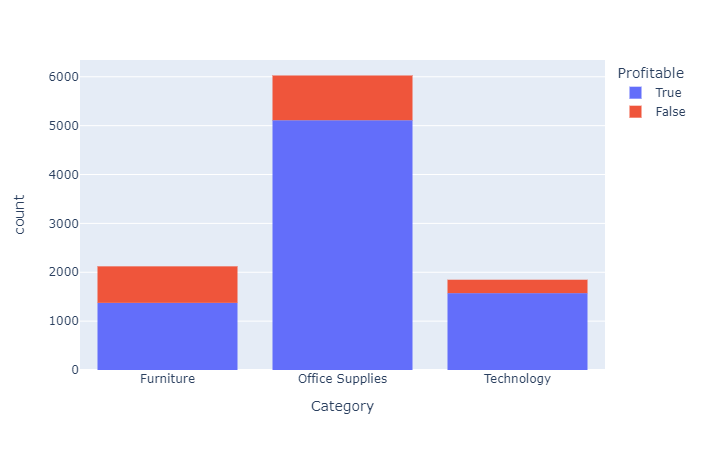 Profitable
True
False
6000
5000
4000
3000
2000
1000
0
count
Furniture
Office Supplies
Technology
Category